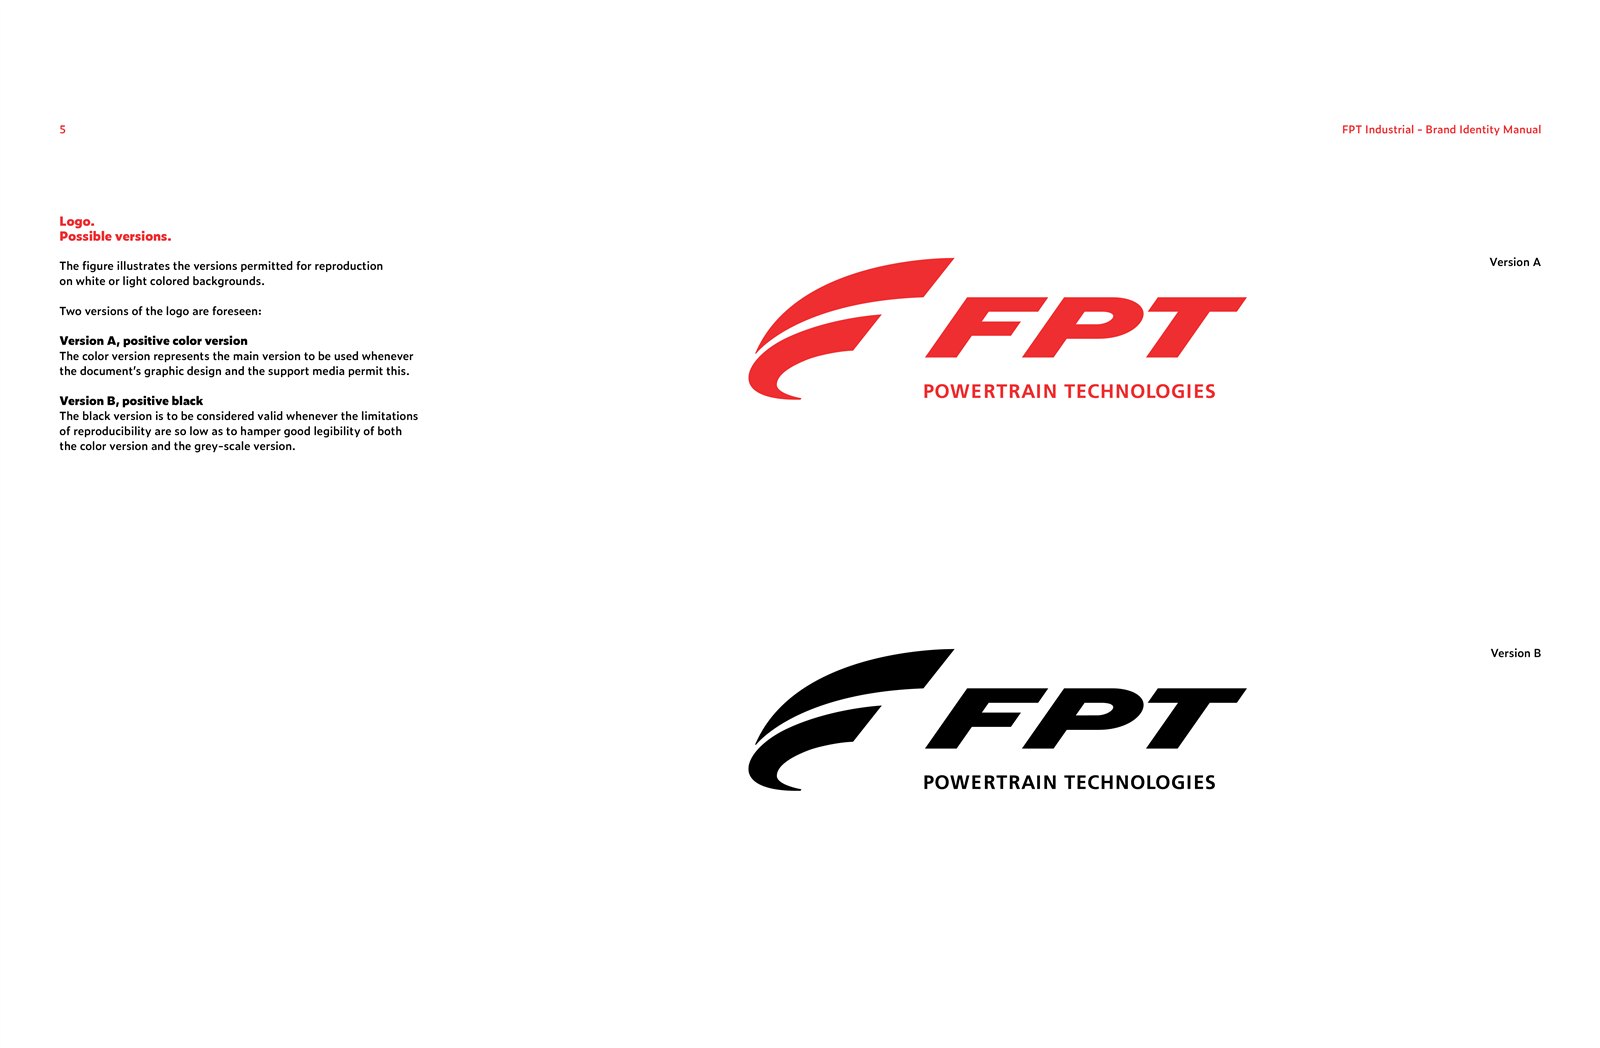 5
FPT Industrial - Brand Identity Manual
Logo.
Possible versions.
The figure illustrates the versions permitted for reproduction
on white or light colored backgrounds.
Two versions of the logo are foreseen:
Version A, positive color version
The color version represents the main version to be used whenever
the document's graphic design and the support media permit this.
Version B, positive black
The black version is to be considered valid whenever the limitations
of reproducibility are so low as to hamper good legibility of both
the color version and the grey-scale version.
Version A
FPT
POWERTRAIN TECHNOLOGIES
Version B
FPT
POWERTRAIN TECHNOLOGIES